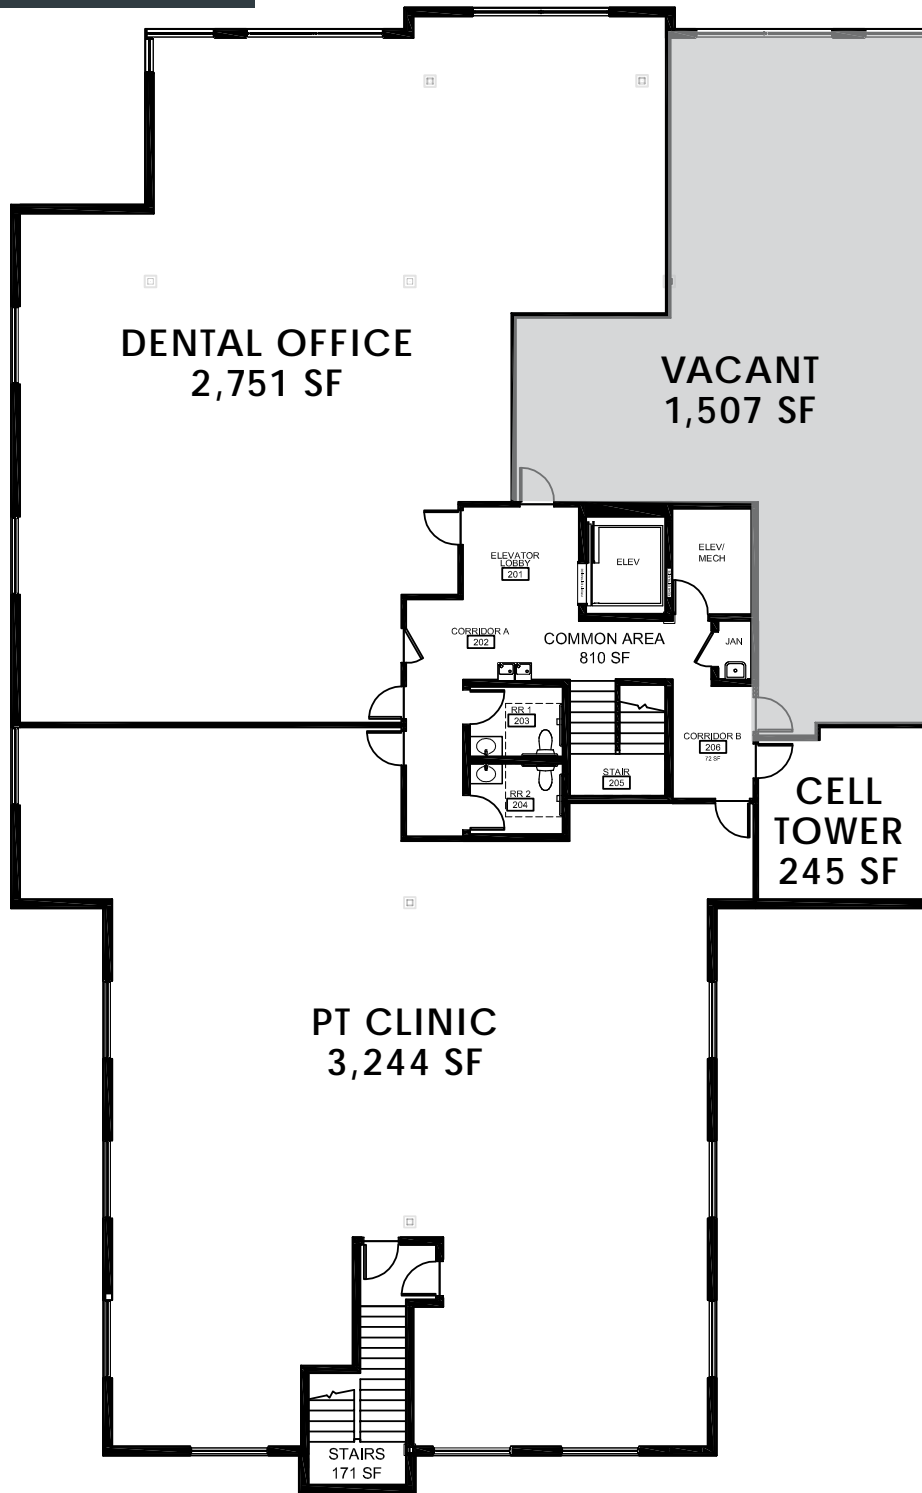 DENTAL OFFICE
2,751 SF
VACANT
1,507 SF
ELEVATOR
LOBBY
201
ELEV
ELEV/
MECH
CORRIDOR A
202
COMMON AREA
810 SF
JAN
RR 1
203
CORRIDOR B
206
72 SF
STAIR
205
RR 2
204
CELL
TOWER
245 SF
PT CLINIC
3,244 SF
STAIRS
171 SF